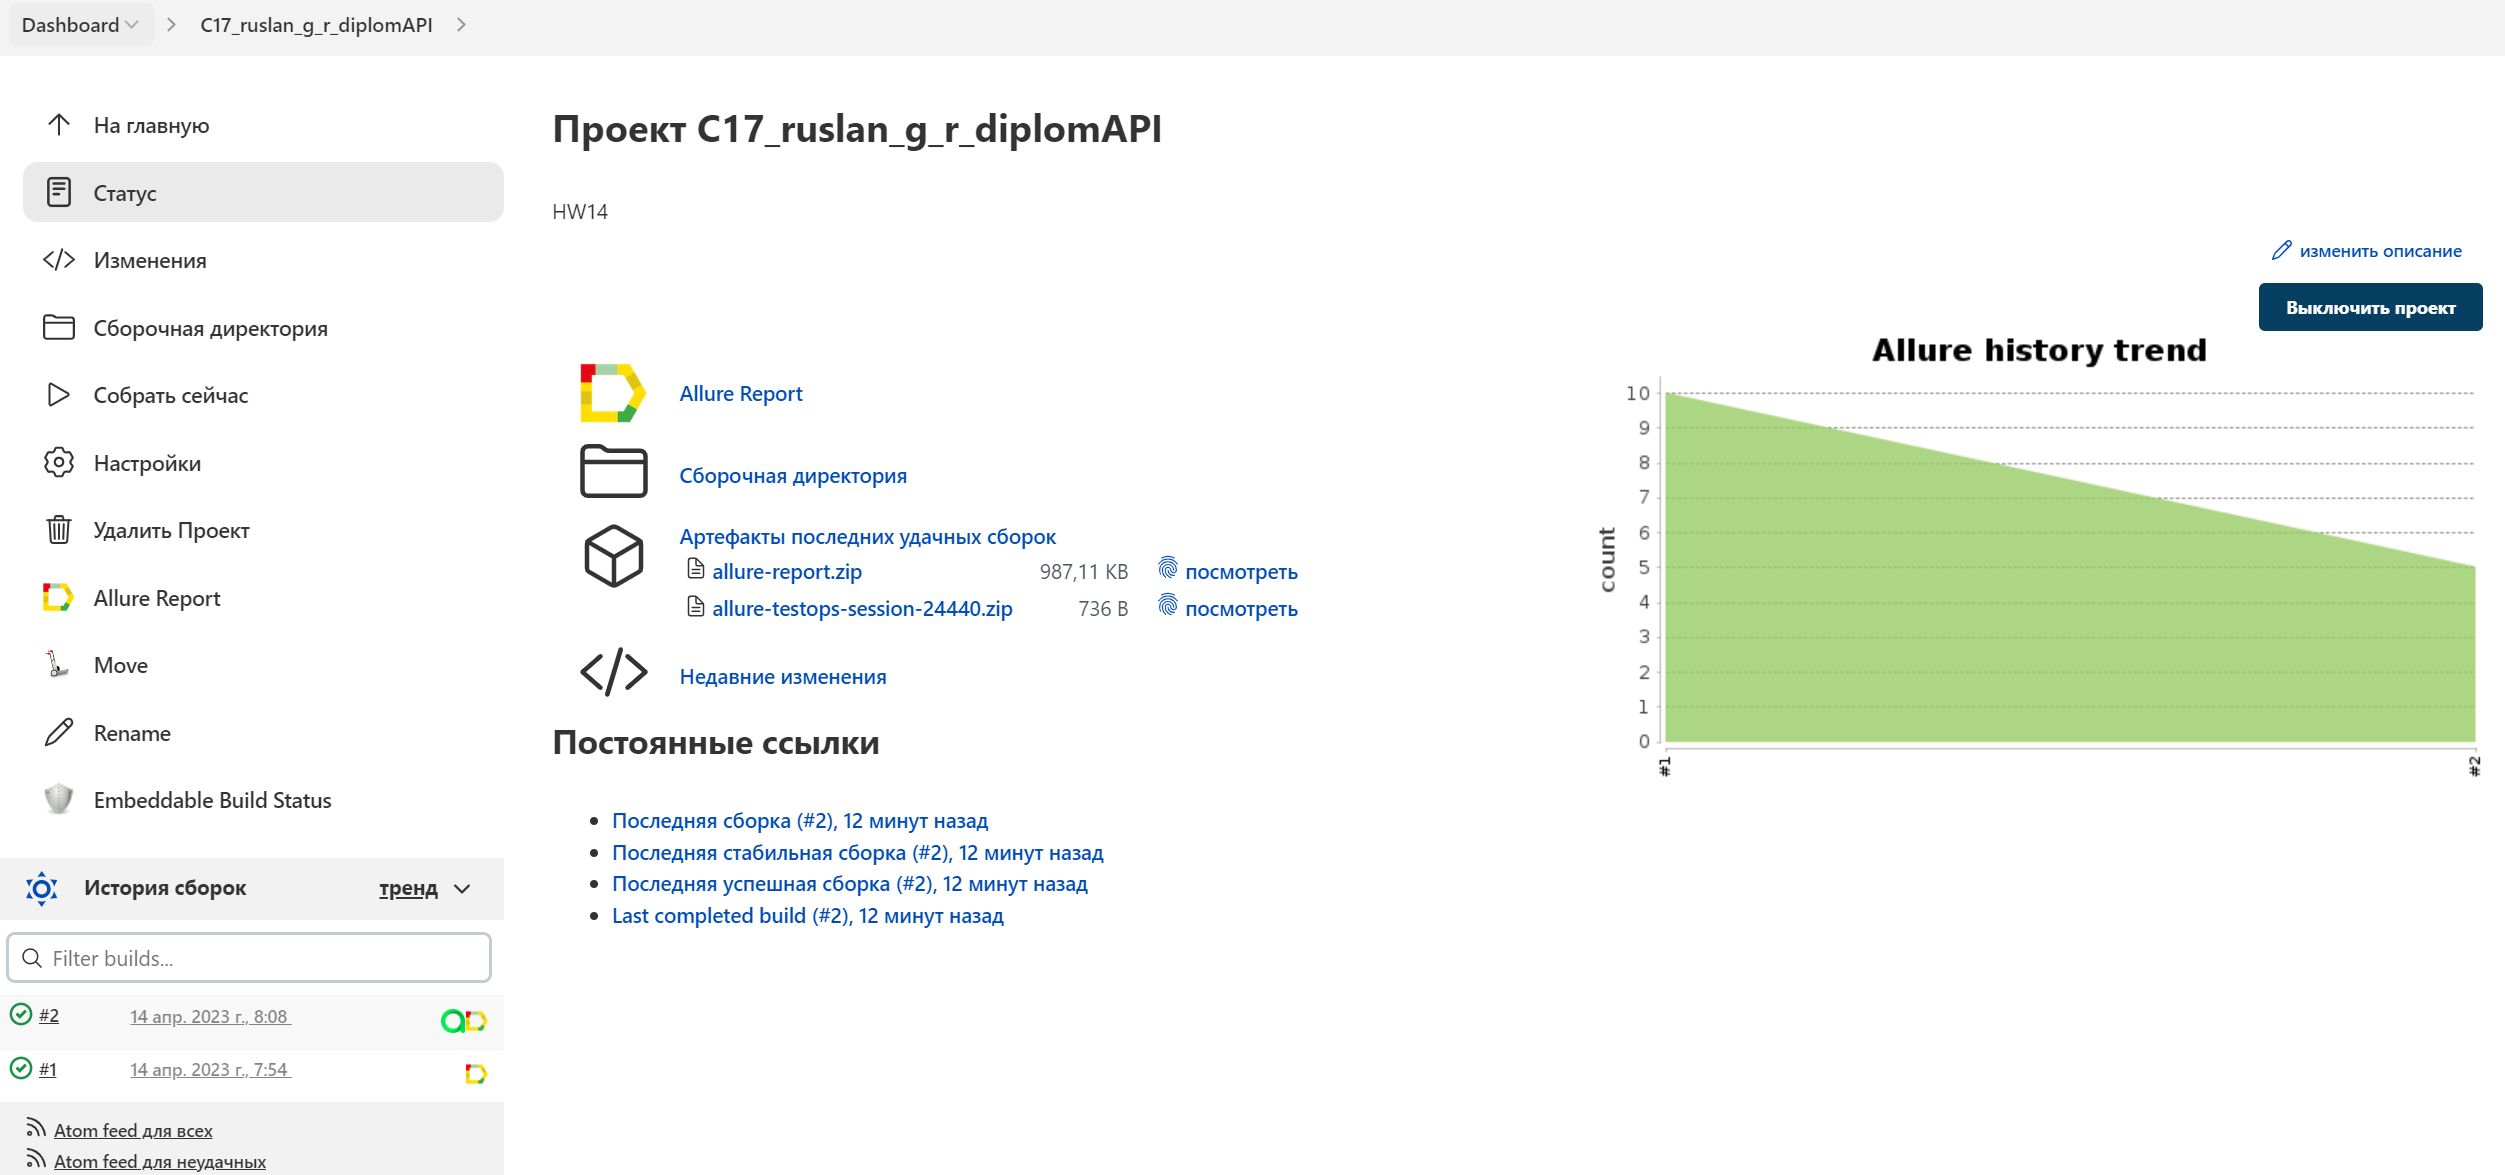 Dashboard
C17_ruslan_g_r_diplomAPI
На главную
Статус
Изменения
Сборочная директория
Собрать сейчас
Настройки
Удалить Проект
Allure Report
Move
Rename
Embeddable Build Status
История сборок
тренд
Filter builds...
#2 14 апр. 2023 г., 8:08
#1 14 апр. 2023 г., 7:54
Atom feed для всех
Atom feed для неудачных
Проект C17_ruslan_g_r_diplomAPI
HW14
изменить описание
Выключить проект
Allure Report
Сборочная директория
Артефакты последних удачных сборок
allure-report.zip 987,11 KB посмотреть
allure-testops-session-24440.zip 736 B посмотреть
Недавние изменения
Постоянные ссылки
Последняя сборка (#2), 12 минут назад
Последняя стабильная сборка (#2), 12 минут назад
Последняя успешная сборка (#2), 12 минут назад
Last completed build (#2), 12 минут назад
Allure history trend
count
10
9
8
7
6
5
4
3
2
1
0
#1
#2